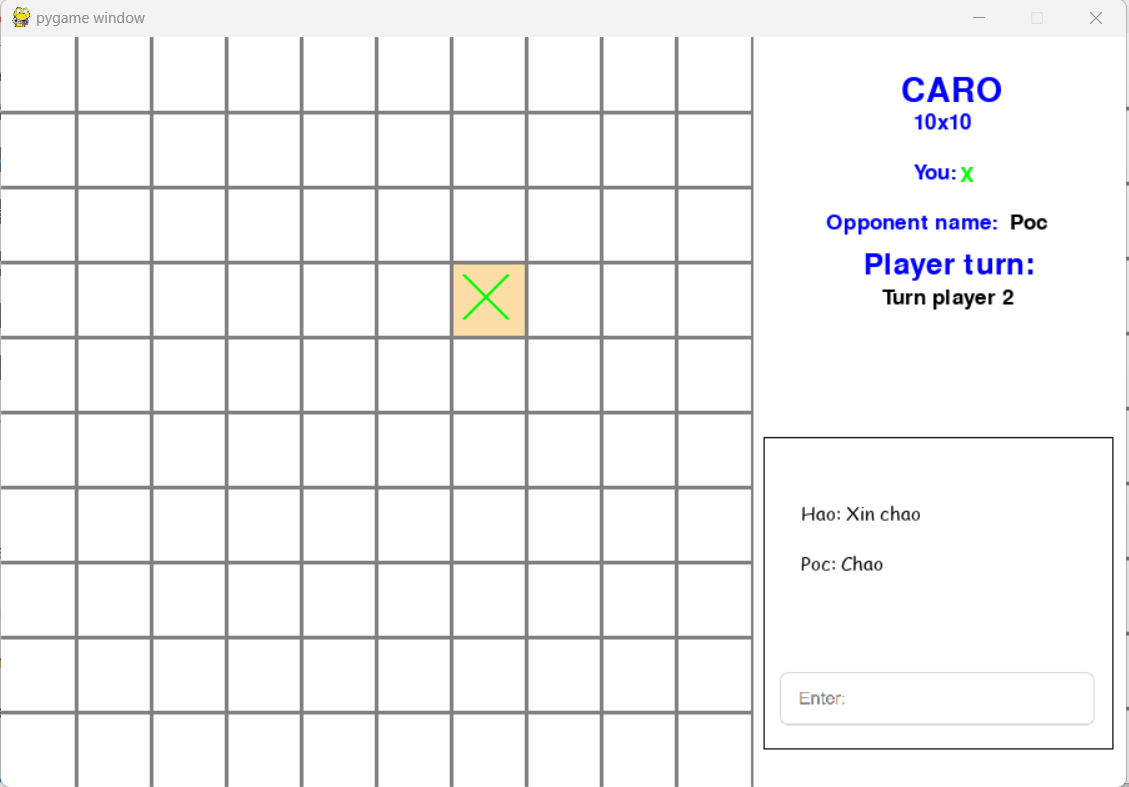 pygame window
CARO
10x10
You: X
Opponent name: Poc
Player turn:
Turn player 2
Hao: Xin chao
Poc: Chao
Enter: